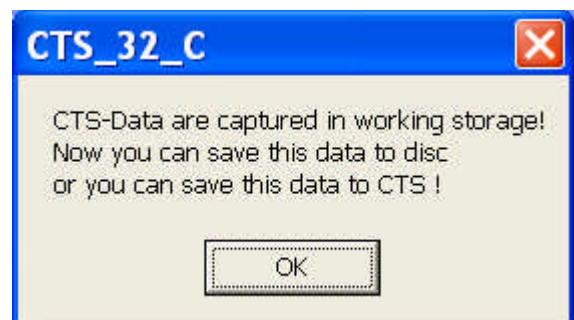 CTS_32_C
CTS-Data are captured in working storage!
Now you can save this data to disc
or you can save this data to CTS !
OK